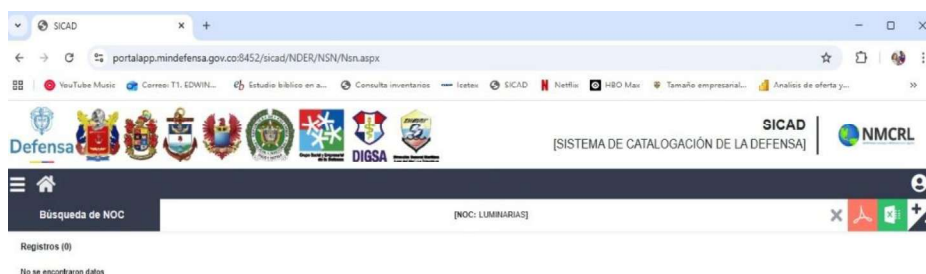 SICAD
portalapp.mindefensa.gov.co:8452/sicad/NDER/NSN/Nsn.aspx
YouTube Music Correo: T1. EDWIN... Estudio bíblico en a... Consulta inventarios Icetex SICAD Netflix HBO Max Tamaño empresarial... Analisis de oferta y...
Defensa
DIGSA
SICAD
[SISTEMA DE CATALOGACIÓN DE LA DEFENSA]
NMCRL
Búsqueda de NOC
[NOC: LUMINARIAS]
Registros (0)
No se encontraron datos